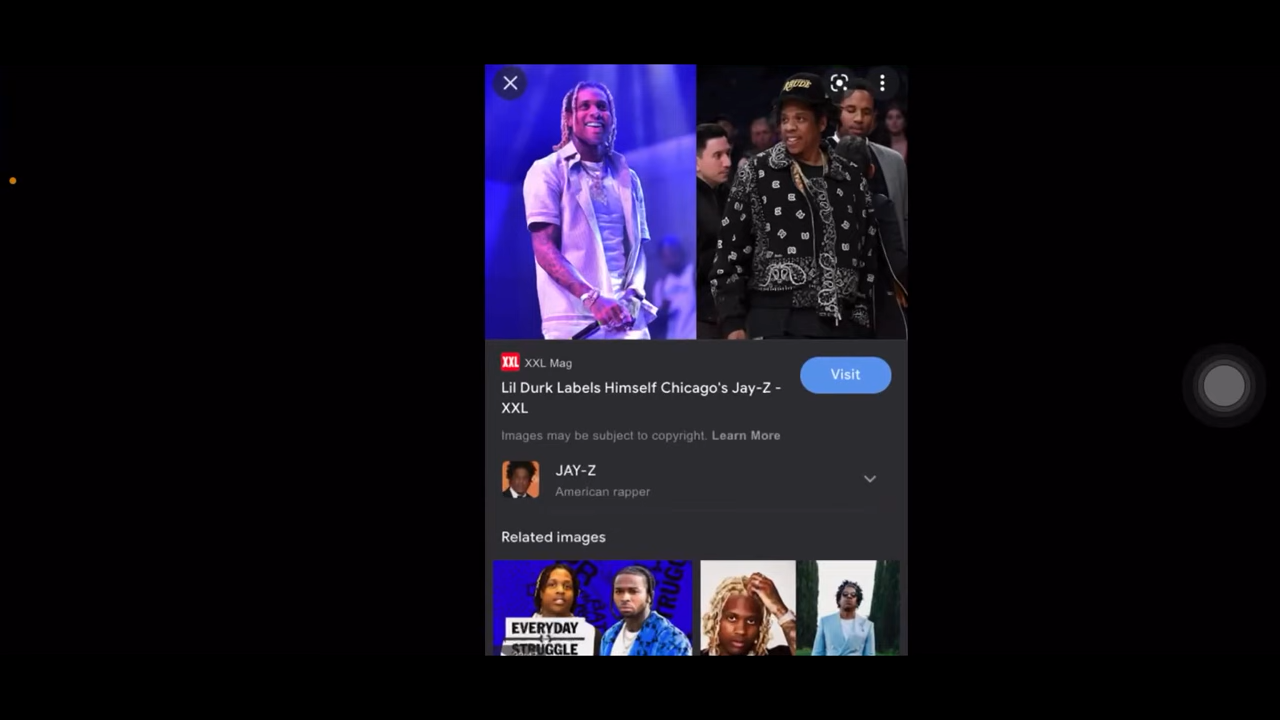 RUDE
XXL XXL Mag
Visit
Lil Durk Labels Himself Chicago's Jay-Z -
XXL
Images may be subject to copyright. Learn More
JAY-Z
American rapper
Related images
EVERYDAY
STRUGGLE